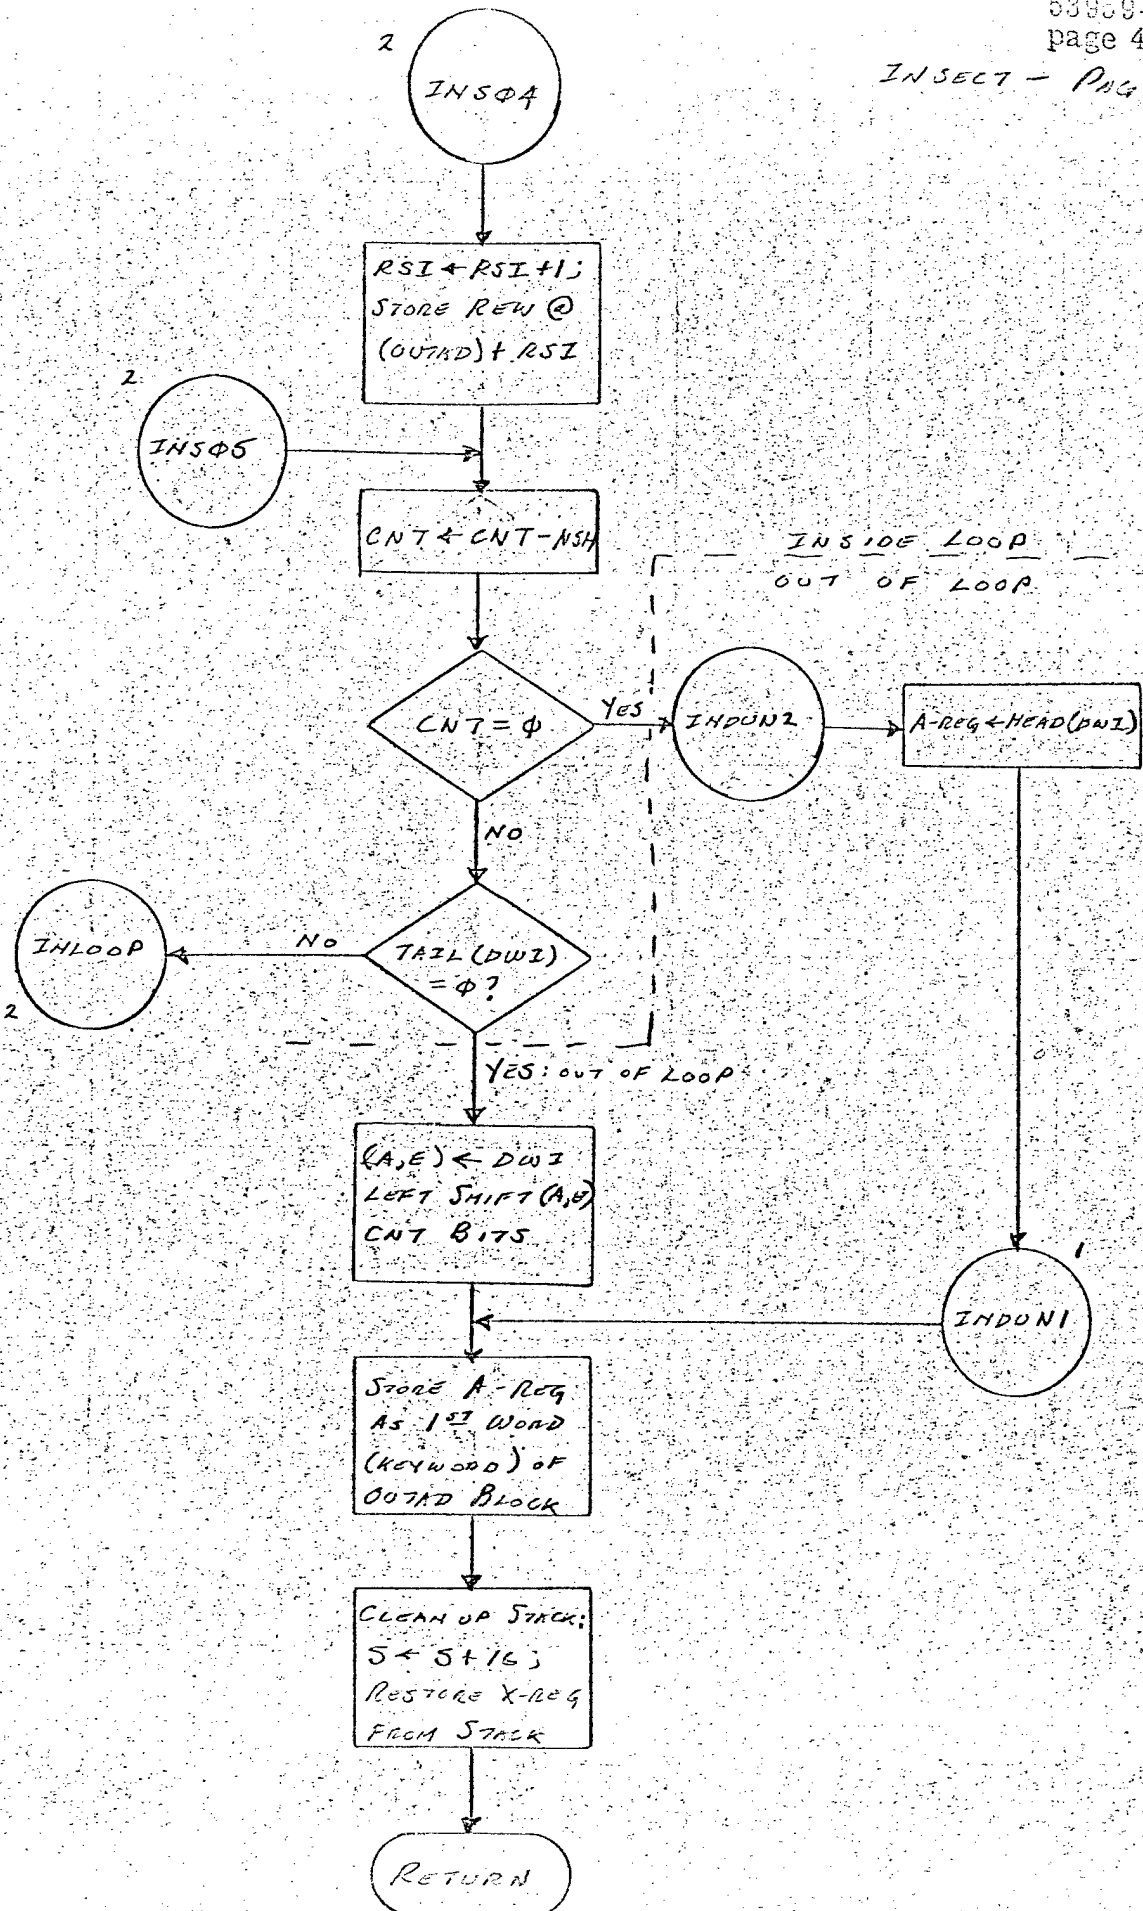 53959-
page 4
INSECT - PAG
2
INSØ4
RSI ← RSI +1;
STORE REW @
(OUTAD) + RSI
2
INSØ5
CNT ← CNT-NSH
INSIDE LOOP
OUT OF LOOP
CNT = Ø
YES
INDUN2
A-REG ← HEAD(DWI)
NO
TAIL(DWI)
= Ø?
NO
INLOOP
2
YES: OUT OF LOOP
(A,E) ← DWI
LEFT SHIFT (A,E)
CNT BITS
1
INDUN1
STORE A-REG
AS 1ST WORD
(KEYWORD) OF
OUTAD BLOCK
CLEAN UP STACK:
S ← S+16;
RESTORE X-REG
FROM STACK
RETURN